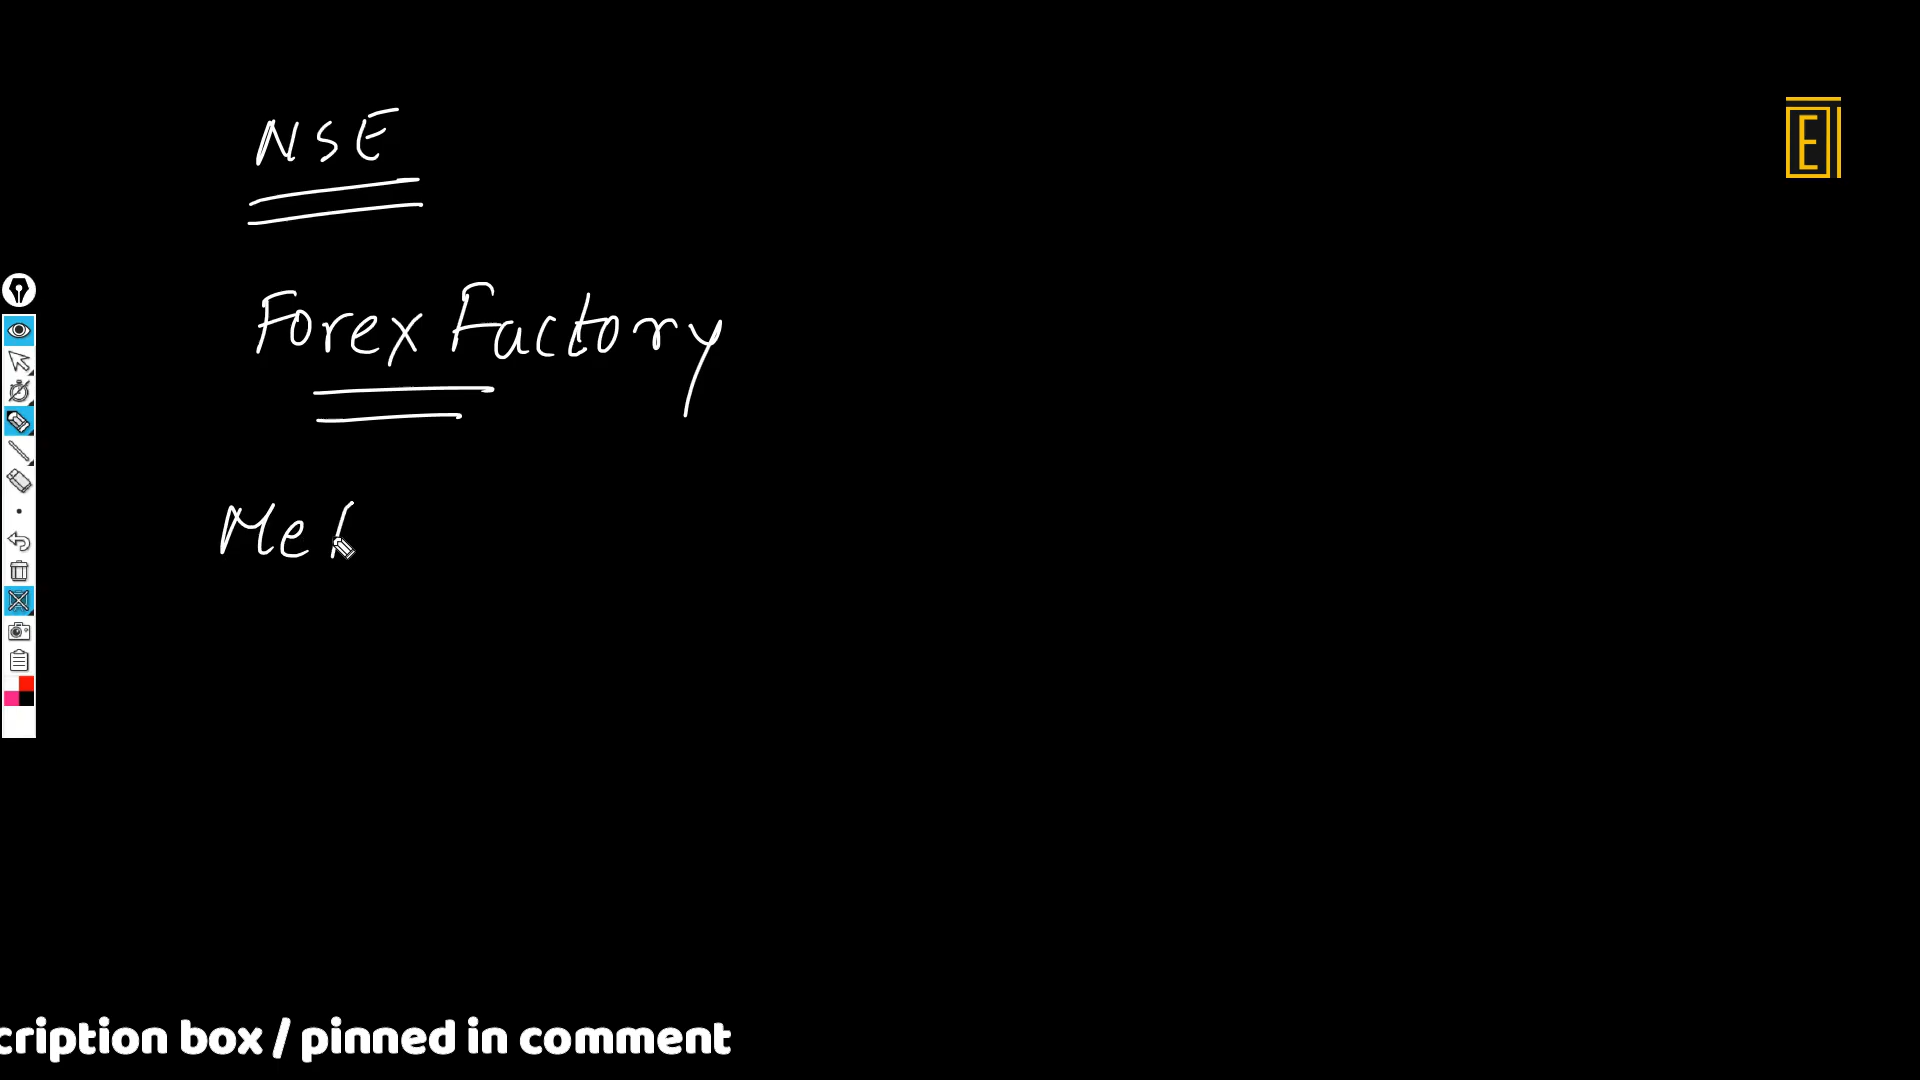 NSE
E
Forex Factory
Me
cription box / pinned in comment